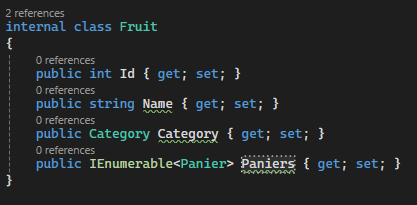 2 references
internal class Fruit
{
0 references
public int Id { get; set; }
0 references
public string Name { get; set; }
0 references
public Category Category { get; set; }
0 references
public IEnumerable<Panier> Paniers { get; set; }
}